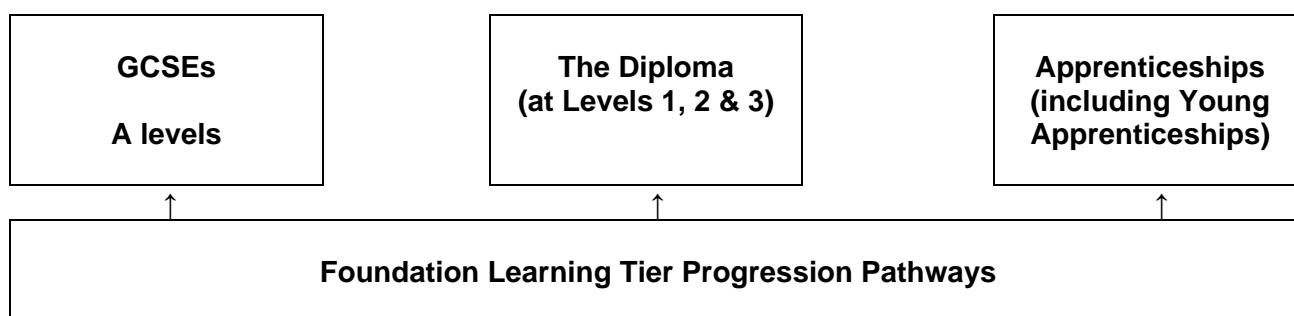 GCSEs
A levels
The Diploma
(at Levels 1, 2 & 3)
Apprenticeships
(including Young
Apprenticeships)
↑ ↑ ↑
Foundation Learning Tier Progression Pathways